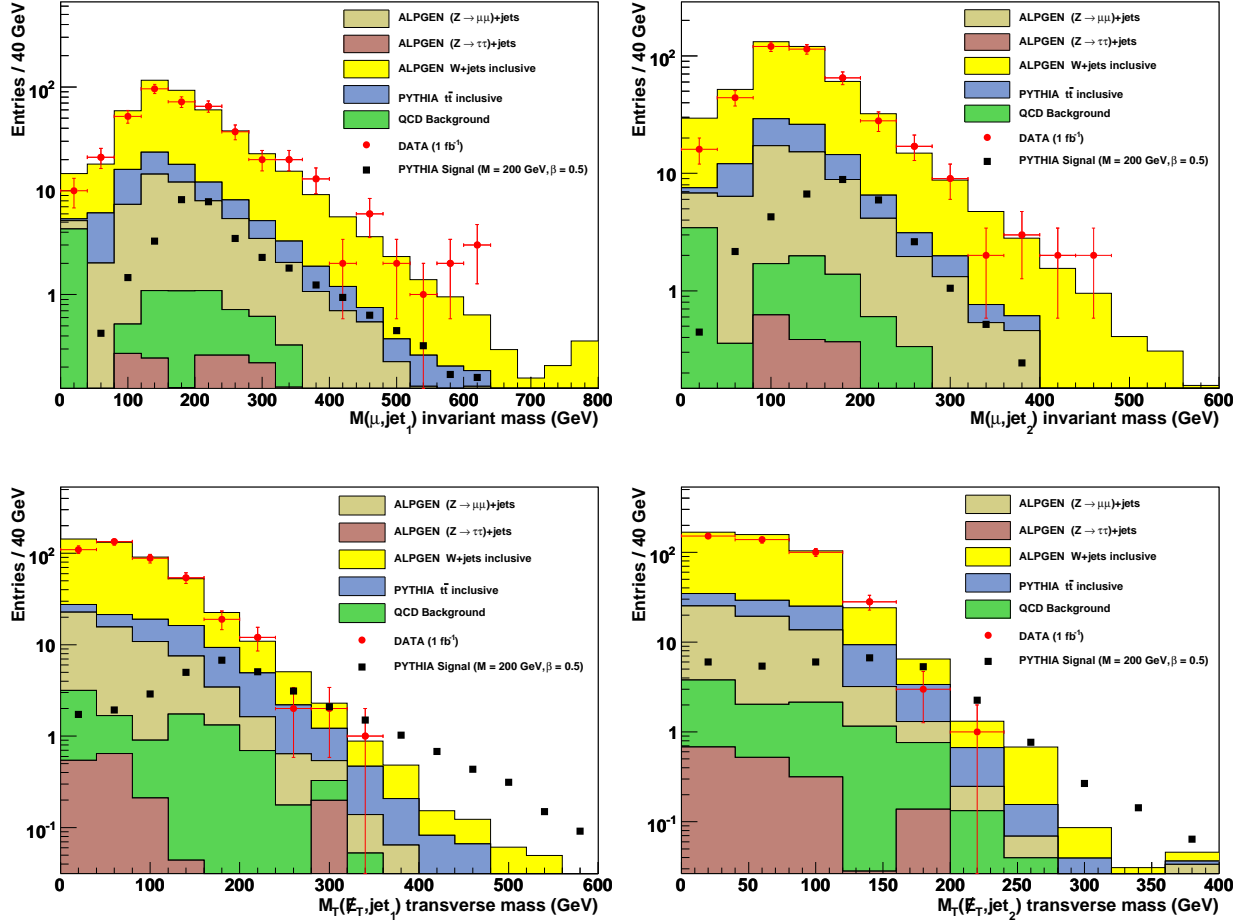 Entries / 40 GeV
10²
10
1
ALPGEN (Z → μμ)+jets
ALPGEN (Z → ττ)+jets
ALPGEN W+jets inclusive
PYTHIA tt̄ inclusive
QCD Background
DATA (1 fb⁻¹)
PYTHIA Signal (M = 200 GeV, β = 0.5)
0 100 200 300 400 500 600 700 800
M(μ,jet₁) invariant mass (GeV)
Entries / 40 GeV
10²
10
1
ALPGEN (Z → μμ)+jets
ALPGEN (Z → ττ)+jets
ALPGEN W+jets inclusive
PYTHIA tt̄ inclusive
QCD Background
DATA (1 fb⁻¹)
PYTHIA Signal (M = 200 GeV, β = 0.5)
0 100 200 300 400 500 600
M(μ,jet₂) invariant mass (GeV)
Entries / 40 GeV
10²
10
1
10⁻¹
ALPGEN (Z → μμ)+jets
ALPGEN (Z → ττ)+jets
ALPGEN W+jets inclusive
PYTHIA tt̄ inclusive
QCD Background
DATA (1 fb⁻¹)
PYTHIA Signal (M = 200 GeV, β = 0.5)
0 100 200 300 400 500 600
M_T(E̸_T,jet₁) transverse mass (GeV)
Entries / 40 GeV
10²
10
1
10⁻¹
ALPGEN (Z → μμ)+jets
ALPGEN (Z → ττ)+jets
ALPGEN W+jets inclusive
PYTHIA tt̄ inclusive
QCD Background
DATA (1 fb⁻¹)
PYTHIA Signal (M = 200 GeV, β = 0.5)
0 50 100 150 200 250 300 350 400
M_T(E̸_T,jet₂) transverse mass (GeV)